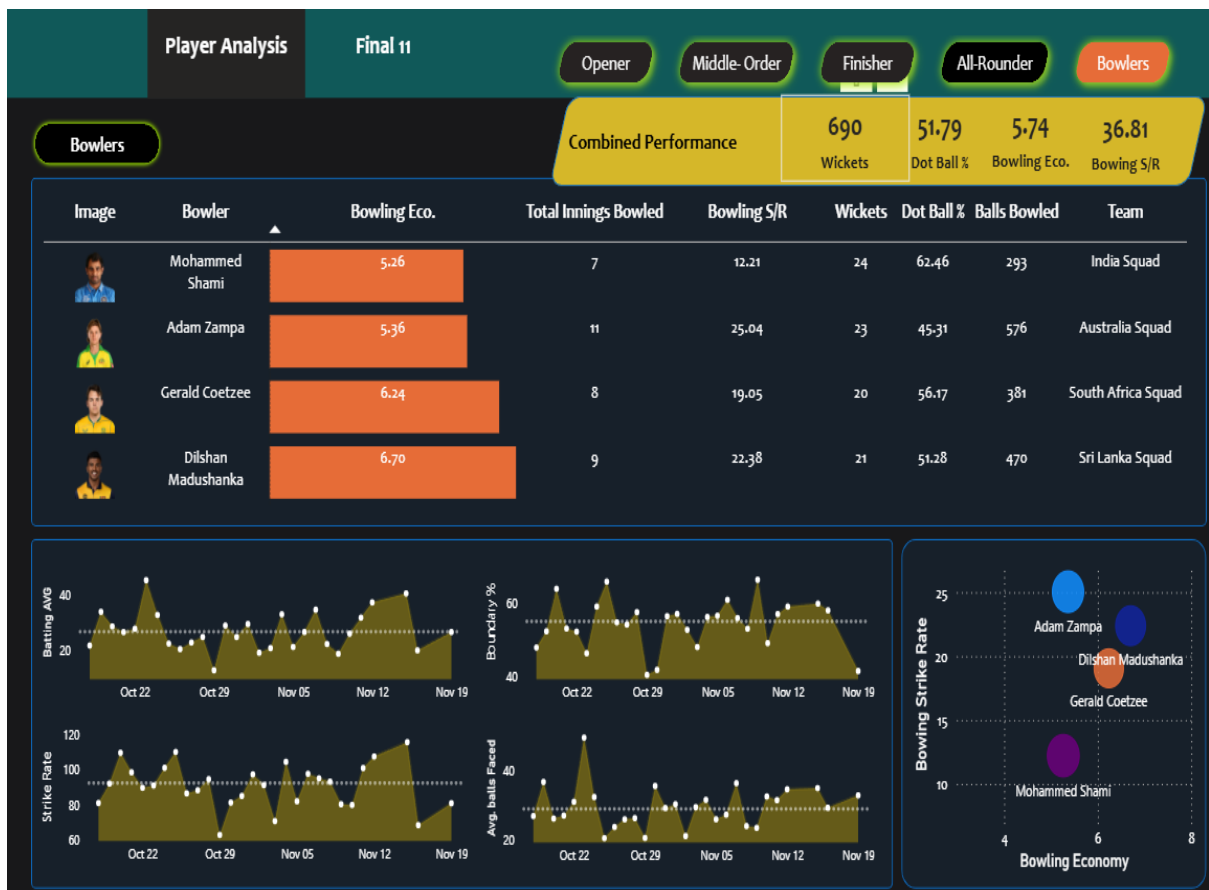 Player Analysis
Final 11
Opener
Middle- Order
Finisher
All-Rounder
Bowlers
Bowlers
Combined Performance
690
Wickets
51.79
Dot Ball %
5.74
Bowling Eco.
36.81
Bowing S/R
Image Bowler Bowling Eco. Total Innings Bowled Bowling S/R Wickets Dot Ball % Balls Bowled Team
Mohammed
Shami
5.26 7 12.21 24 62.46 293 India Squad
Adam Zampa 5.36 11 25.04 23 45.31 576 Australia Squad
Gerald Coetzee 6.24 8 19.05 20 56.17 381 South Africa Squad
Dilshan
Madushanka
6.70 9 22.38 21 51.28 470 Sri Lanka Squad
Batting AVG
40
20
Oct 22 Oct 29 Nov 05 Nov 12 Nov 19
Boundary %
60
40
Oct 22 Oct 29 Nov 05 Nov 12 Nov 19
Strike Rate
120
100
80
60
Oct 22 Oct 29 Nov 05 Nov 12 Nov 19
Avg. balls Faced
40
20
Oct 22 Oct 29 Nov 05 Nov 12 Nov 19
Bowing Strike Rate
25
20
15
10
Adam Zampa
Dilshan Madushanka
Gerald Coetzee
Mohammed Shami
4 6 8
Bowling Economy